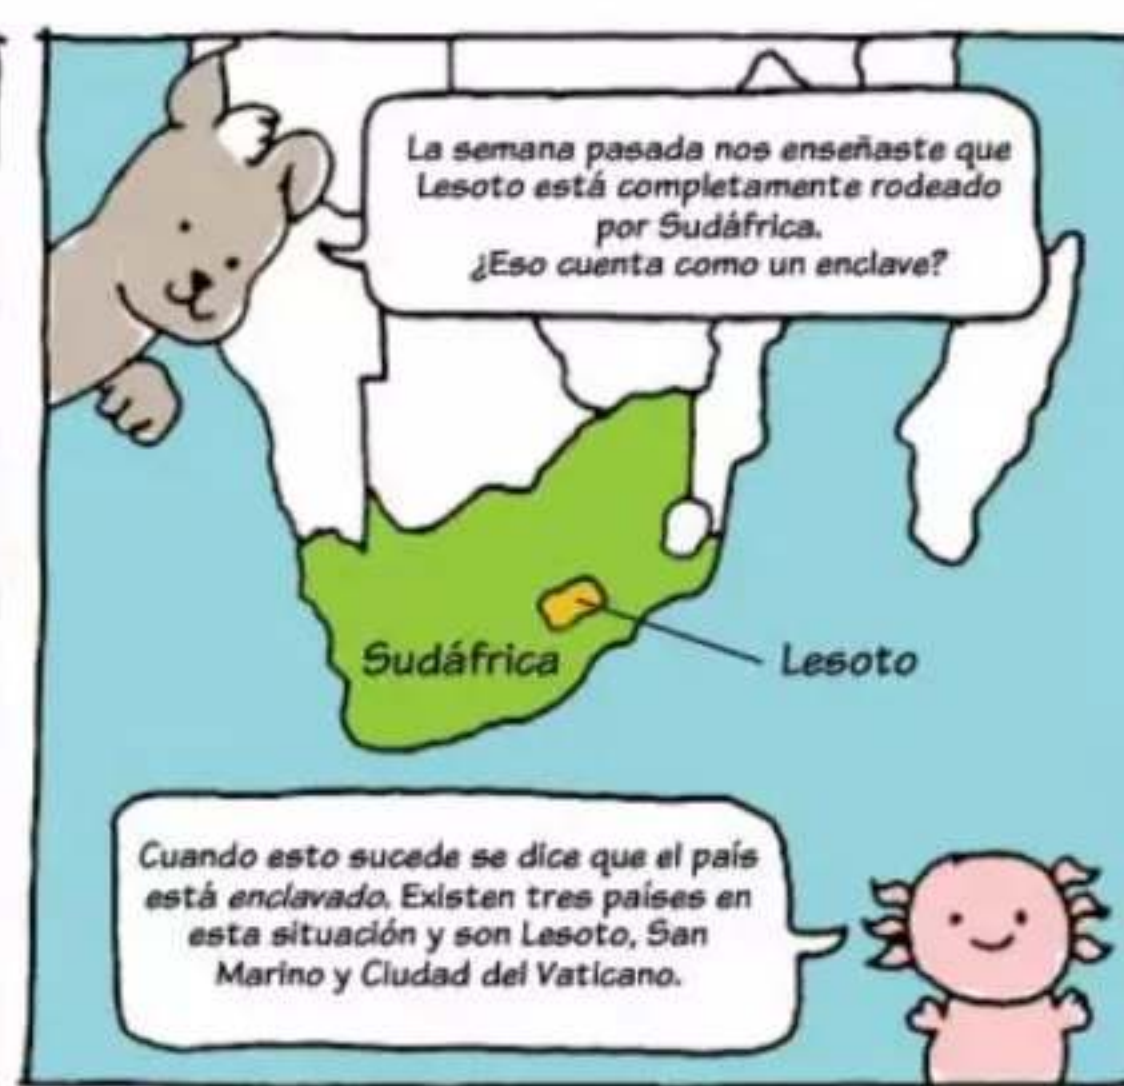 La semana pasada nos enseñaste que
Lesoto está completamente rodeado
por Sudáfrica.
¿Eso cuenta como un enclave?
Sudáfrica
Lesoto
Cuando esto sucede se dice que el país
está enclavado. Existen tres países en
esta situación y son Lesoto, San
Marino y Ciudad del Vaticano.